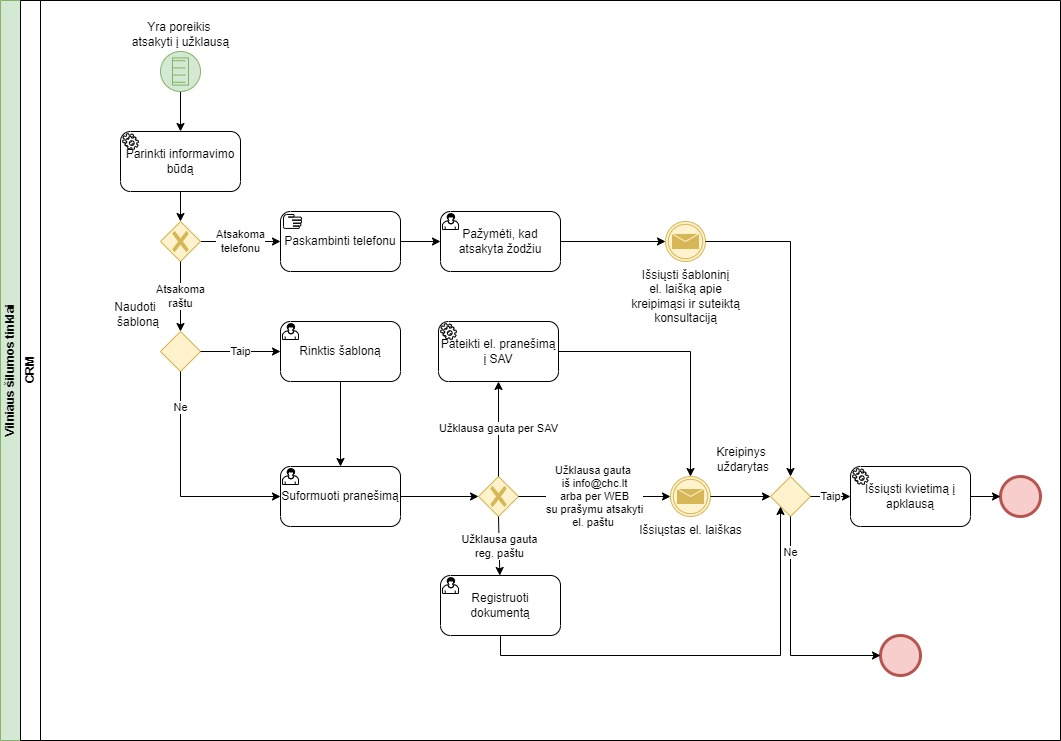 Vilniaus šilumos tinklai
CRM
Yra poreikis
atsakyti į užklausą
Parinkti informavimo
būdą
Atsakoma
telefonu
Paskambinti telefonu
Pažymėti, kad
atsakyta žodžiu
Išsiųsti šabloninį
el. laišką apie
kreipimąsi ir suteiktą
konsultaciją
Atsakoma
raštu
Naudoti
šabloną
Taip
Rinktis šabloną
Pateikti el. pranešimą
į SAV
Ne
Užklausa gauta per SAV
Suformuoti pranešimą
Užklausa gauta
iš info@chc.lt
arba per WEB
su prašymu atsakyti
el. paštu
Išsiųstas el. laiškas
Kreipinys
uždarytas
Taip
Išsiųsti kvietimą į
apklausą
Užklausa gauta
reg. paštu
Ne
Registruoti
dokumentą